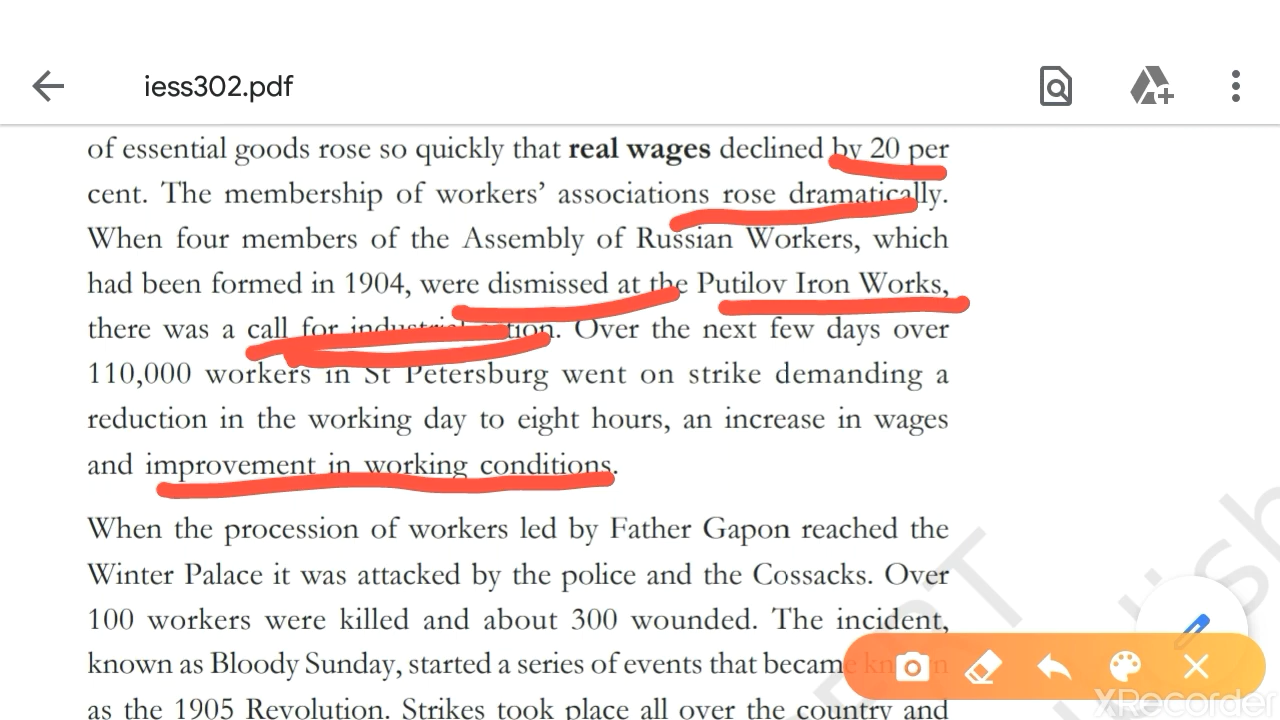 iess302.pdf
of essential goods rose so quickly that real wages declined by 20 per
cent. The membership of workers’ associations rose dramatically.
When four members of the Assembly of Russian Workers, which
had been formed in 1904, were dismissed at the Putilov Iron Works,
there was a call for industrial action. Over the next few days over
110,000 workers in St Petersburg went on strike demanding a
reduction in the working day to eight hours, an increase in wages
and improvement in working conditions.
When the procession of workers led by Father Gapon reached the
Winter Palace it was attacked by the police and the Cossacks. Over
100 workers were killed and about 300 wounded. The incident,
known as Bloody Sunday, started a series of events that became known
as the 1905 Revolution. Strikes took place all over the country and
XRecorder